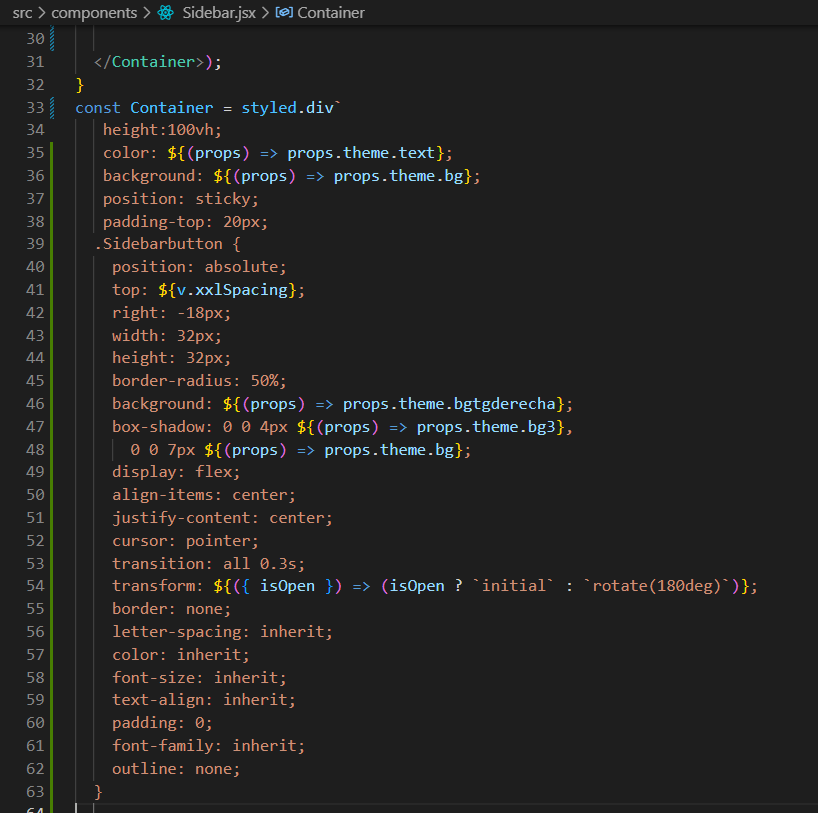 src > components > Sidebar.jsx > Container
30
31 </Container>);
32 }
33 const Container = styled.div`
34 height:100vh;
35 color: ${(props) => props.theme.text};
36 background: ${(props) => props.theme.bg};
37 position: sticky;
38 padding-top: 20px;
39 .Sidebarbutton {
40 position: absolute;
41 top: ${v.xxlSpacing};
42 right: -18px;
43 width: 32px;
44 height: 32px;
45 border-radius: 50%;
46 background: ${(props) => props.theme.bgtgderecha};
47 box-shadow: 0 0 4px ${(props) => props.theme.bg3},
48 0 0 7px ${(props) => props.theme.bg};
49 display: flex;
50 align-items: center;
51 justify-content: center;
52 cursor: pointer;
53 transition: all 0.3s;
54 transform: ${({ isOpen }) => (isOpen ? `initial` : `rotate(180deg)`)};
55 border: none;
56 letter-spacing: inherit;
57 color: inherit;
58 font-size: inherit;
59 text-align: inherit;
60 padding: 0;
61 font-family: inherit;
62 outline: none;
63 }
64